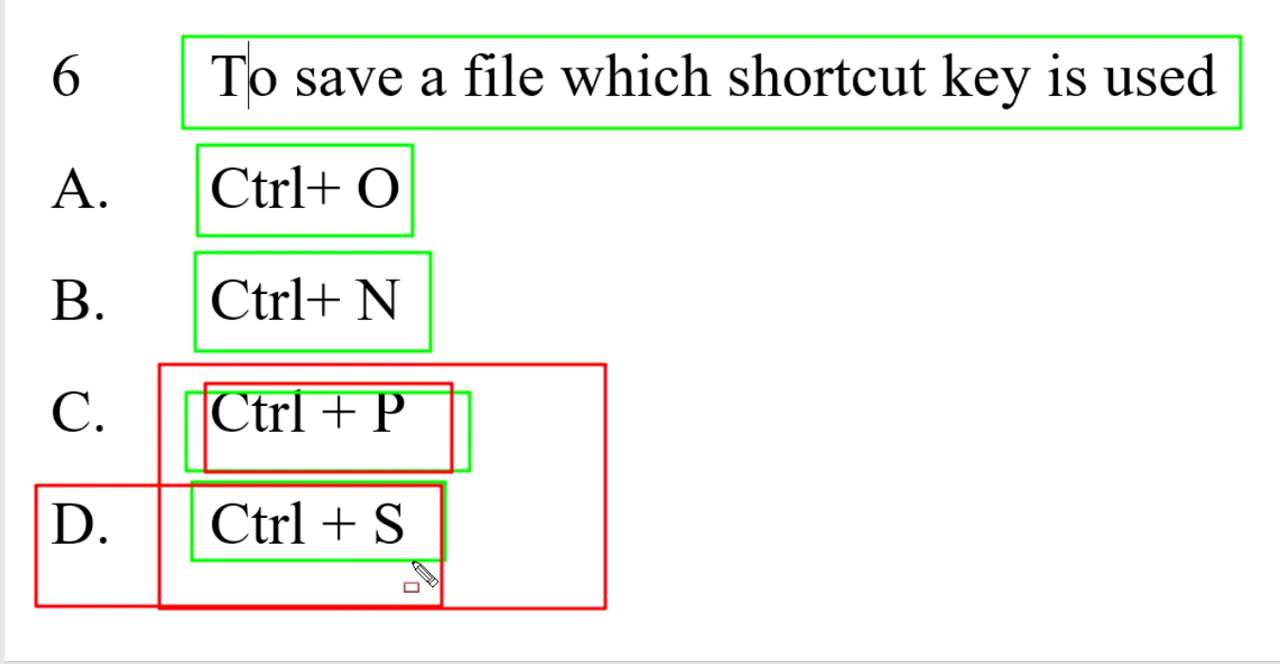 6 To save a file which shortcut key is used
A. Ctrl+ O
B. Ctrl+ N
C. Ctrl + P
D. Ctrl + S